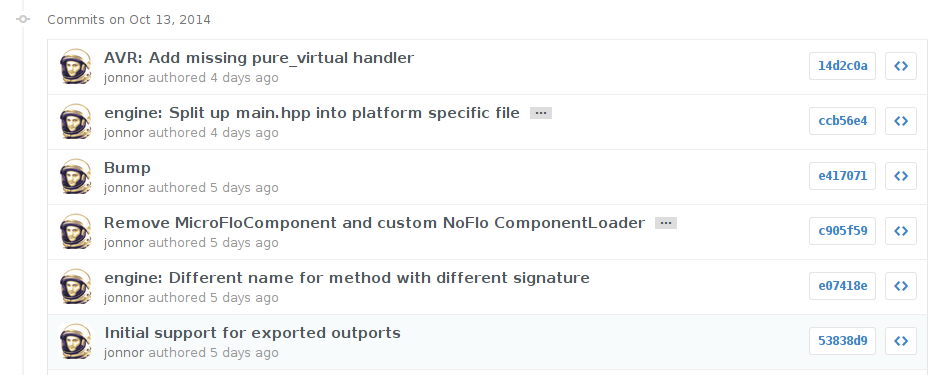 Commits on Oct 13, 2014
AVR: Add missing pure_virtual handler
jonnor authored 4 days ago
14d2c0a
engine: Split up main.hpp into platform specific file …
jonnor authored 4 days ago
ccb56e4
Bump
jonnor authored 5 days ago
e417071
Remove MicroFloComponent and custom NoFlo ComponentLoader …
jonnor authored 5 days ago
c905f59
engine: Different name for method with different signature
jonnor authored 5 days ago
e07418e
Initial support for exported outports
jonnor authored 5 days ago
53838d9